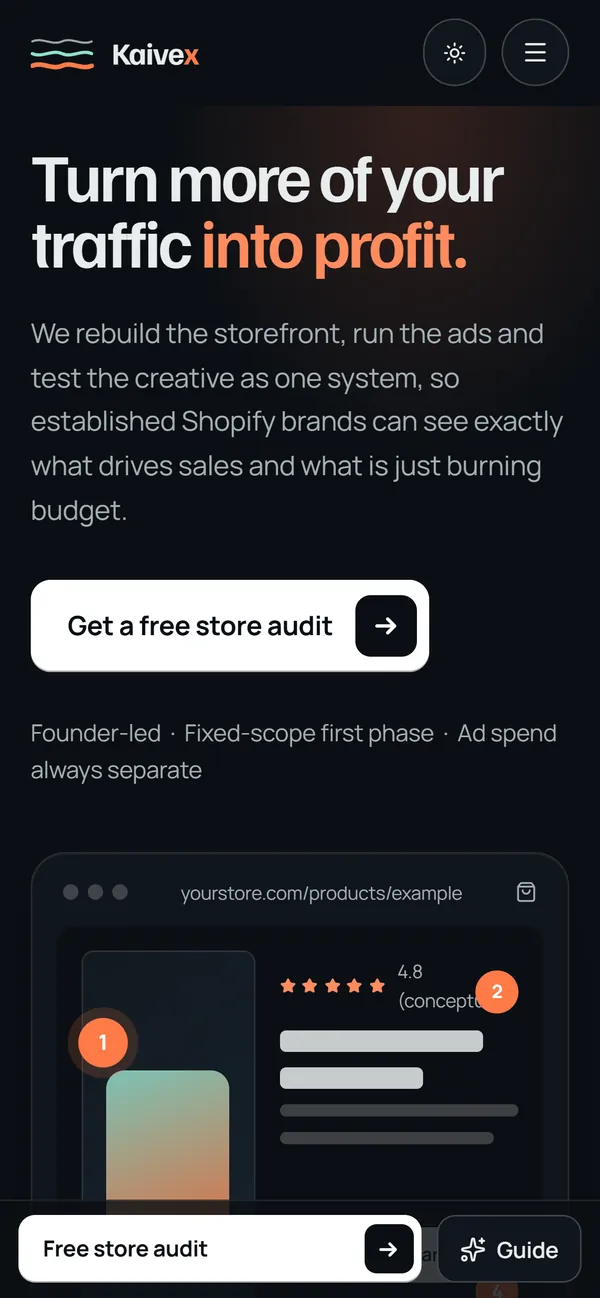 Kaivex
Turn more of your
traffic into profit.
We rebuild the storefront, run the ads and
test the creative as one system, so
established Shopify brands can see exactly
what drives sales and what is just burning
budget.
Get a free store audit
Founder-led · Fixed-scope first phase · Ad spend
always separate
yourstore.com/products/example
4.8
(concept
2
1
Free store audit
Guide
4